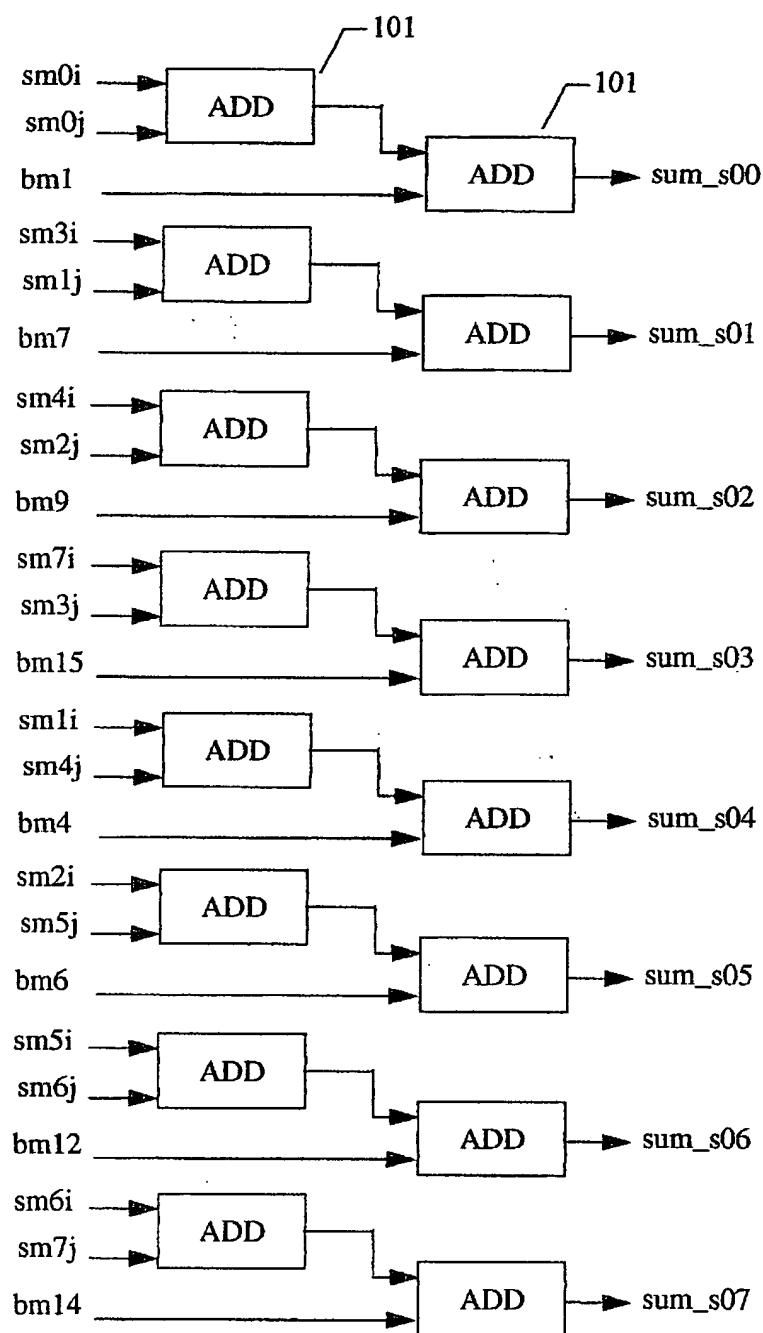 101
sm0i
ADD
101
sm0j
ADD
sum_s00
bm1
sm3i
ADD
sm1j
ADD
sum_s01
bm7
sm4i
ADD
sm2j
ADD
sum_s02
bm9
sm7i
ADD
sm3j
ADD
sum_s03
bm15
sm1i
ADD
sm4j
ADD
sum_s04
bm4
sm2i
ADD
sm5j
ADD
sum_s05
bm6
sm5i
ADD
sm6j
ADD
sum_s06
bm12
sm6i
ADD
sm7j
ADD
sum_s07
bm14